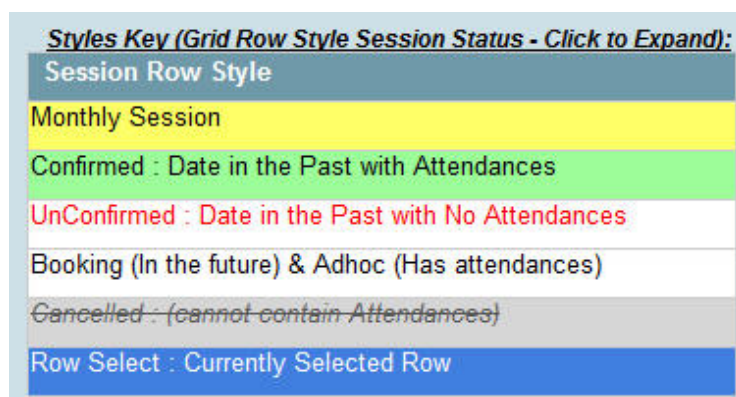 Styles Key (Grid Row Style Session Status - Click to Expand):
Session Row Style
Monthly Session
Confirmed : Date in the Past with Attendances
UnConfirmed : Date in the Past with No Attendances
Booking (In the future) & Adhoc (Has attendances)
Cancelled : (cannot contain Attendances)
Row Select : Currently Selected Row